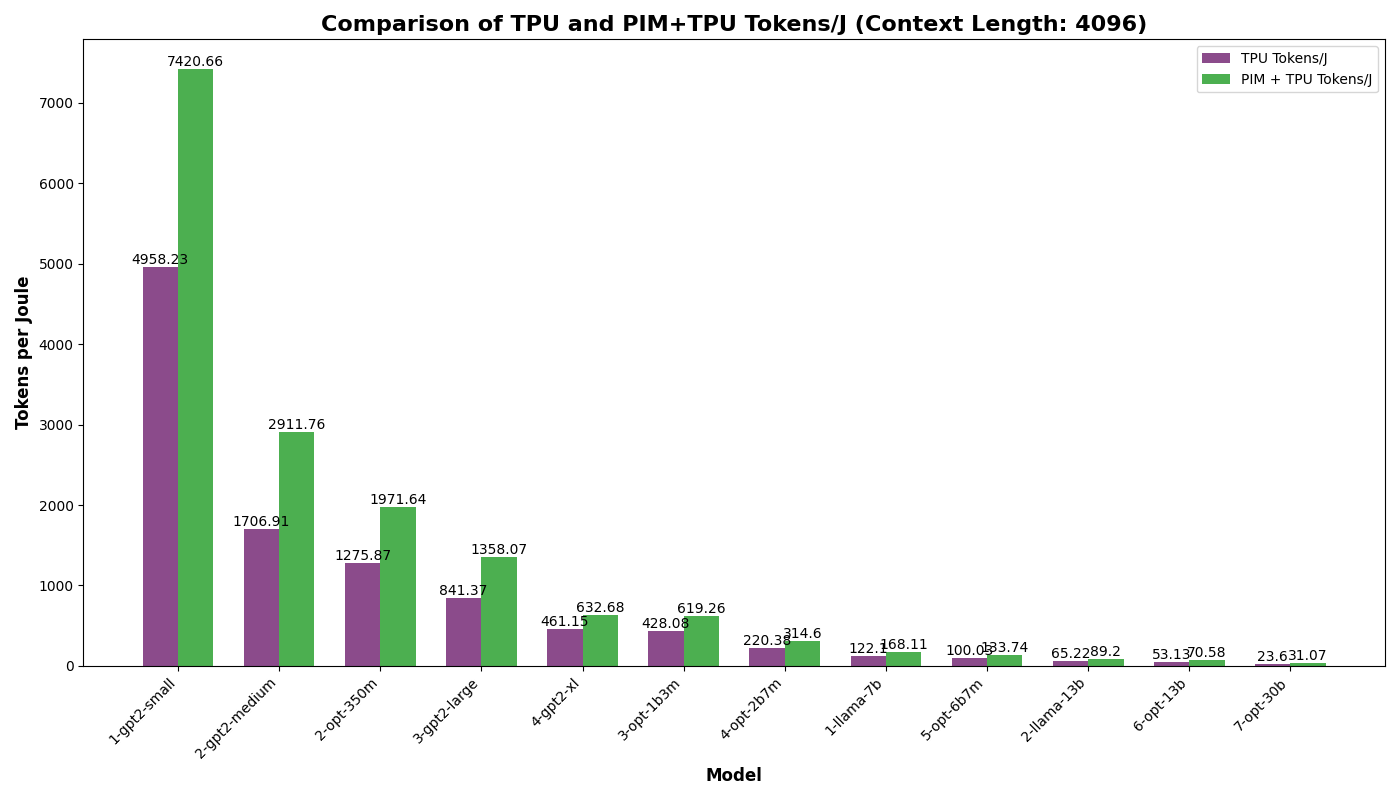 Comparison of TPU and PIM+TPU Tokens/J (Context Length: 4096)
TPU Tokens/J
PIM + TPU Tokens/J
Tokens per Joule
7000
6000
5000
4000
3000
2000
1000
0
4958.23
7420.66
1706.91
2911.76
1275.87
1971.64
841.37
1358.07
461.15
632.68
428.08
619.26
220.38
314.6
122.1
168.11
100.03
133.74
65.22
89.2
53.13
70.58
23.6
31.07
1-gpt2-small
2-gpt2-medium
2-opt-350m
3-gpt2-large
4-gpt2-xl
3-opt-1b3m
4-opt-2b7m
1-llama-7b
5-opt-6b7m
2-llama-13b
6-opt-13b
7-opt-30b
Model